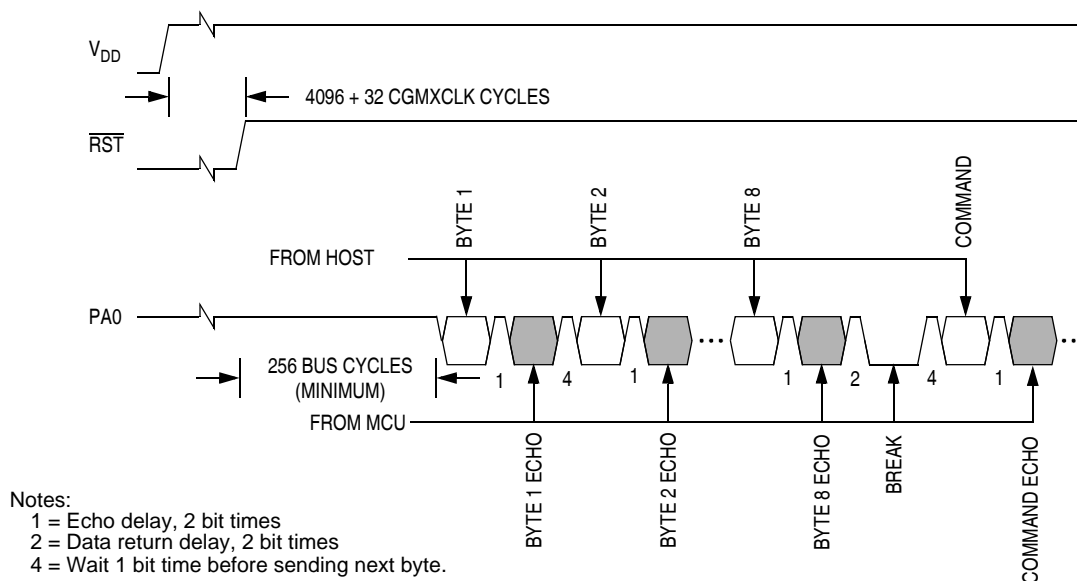 VDD
4096 + 32 CGMXCLK CYCLES
RST
BYTE 1
BYTE 2
BYTE 8
COMMAND
FROM HOST
PA0
256 BUS CYCLES
(MINIMUM)
1
4
1
1
2
4
1
FROM MCU
BYTE 1 ECHO
BYTE 2 ECHO
BYTE 8 ECHO
BREAK
COMMAND ECHO
Notes:
1 = Echo delay, 2 bit times
2 = Data return delay, 2 bit times
4 = Wait 1 bit time before sending next byte.